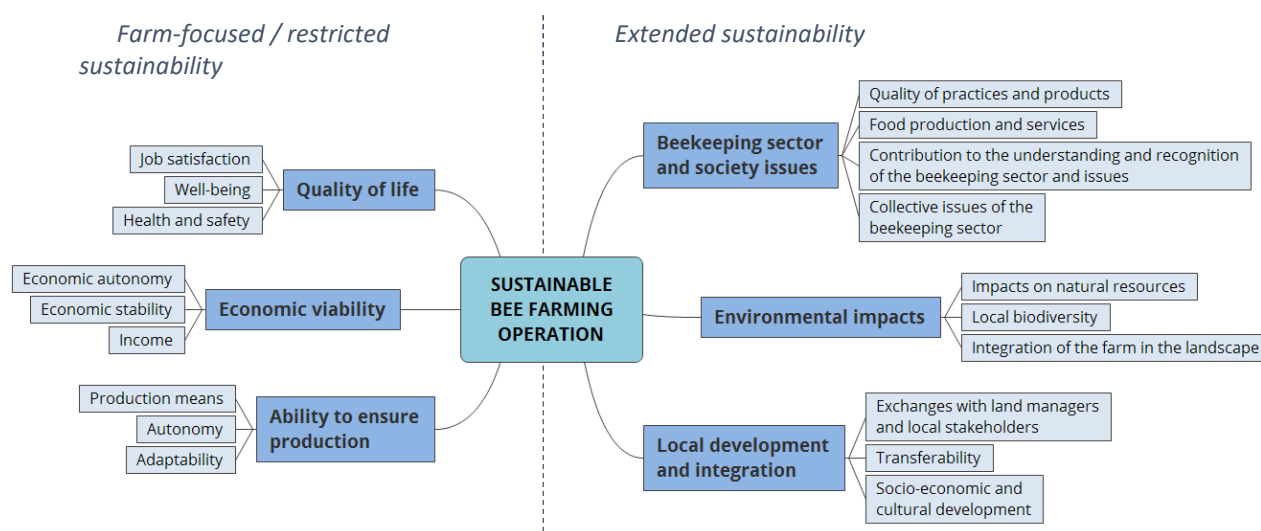 Farm-focused / restricted
sustainability
Extended sustainability
Job satisfaction
Well-being
Health and safety
Quality of life
Economic autonomy
Economic stability
Income
Economic viability
Production means
Autonomy
Adaptability
Ability to ensure
production
SUSTAINABLE
BEE FARMING
OPERATION
Beekeeping sector
and society issues
Quality of practices and products
Food production and services
Contribution to the understanding and recognition
of the beekeeping sector and issues
Collective issues of the
beekeeping sector
Environmental impacts
Impacts on natural resources
Local biodiversity
Integration of the farm in the landscape
Local development
and integration
Exchanges with land managers
and local stakeholders
Transferability
Socio-economic and
cultural development